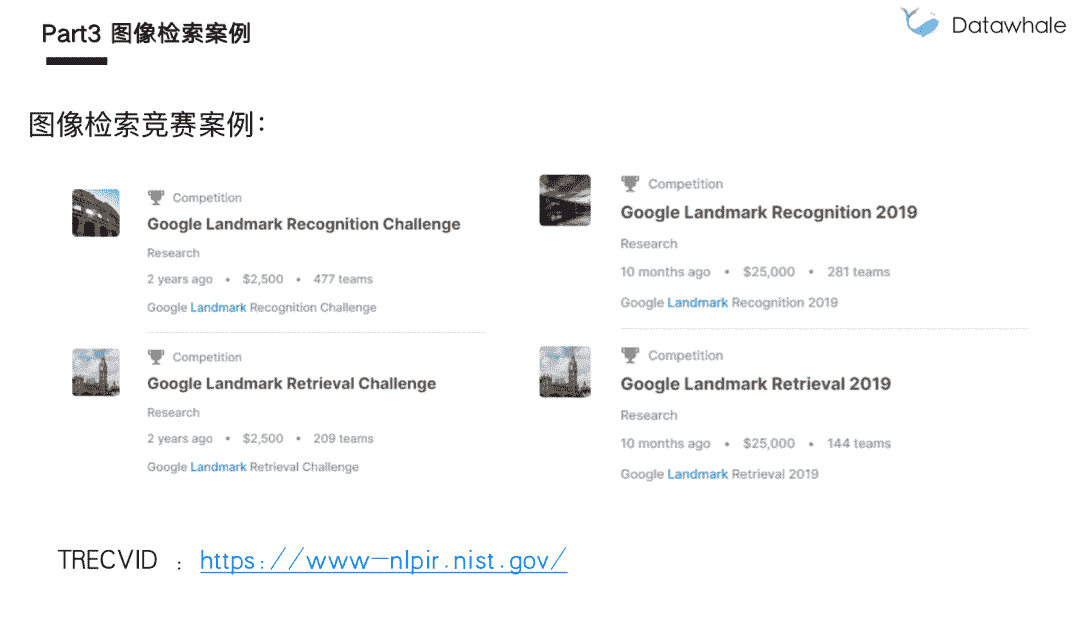 Part3 图像检索案例
Datawhale
图像检索竞赛案例：
Competition
Google Landmark Recognition Challenge
Research
2 years ago • $2,500 • 477 teams
Google Landmark Recognition Challenge
Competition
Google Landmark Retrieval Challenge
Research
2 years ago • $2,500 • 209 teams
Google Landmark Retrieval Challenge
Competition
Google Landmark Recognition 2019
Research
10 months ago • $25,000 • 281 teams
Google Landmark Recognition 2019
Competition
Google Landmark Retrieval 2019
Research
10 months ago • $25,000 • 144 teams
Google Landmark Retrieval 2019
TRECVID ： https://www-nlpir.nist.gov/